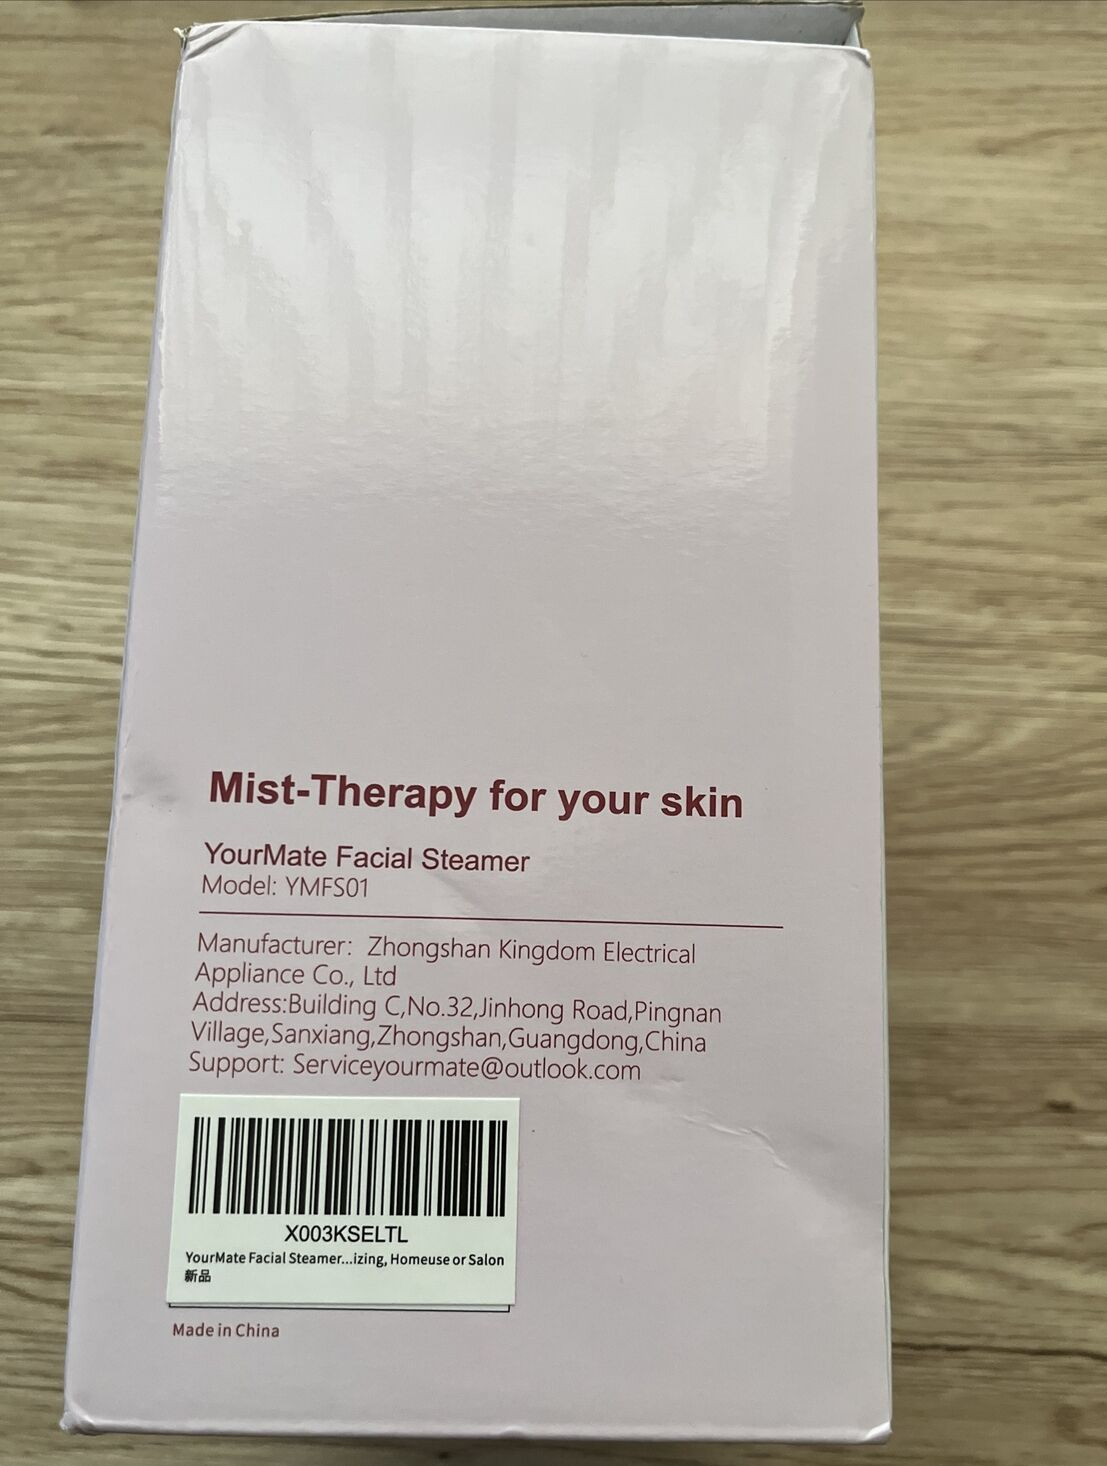 Mist-Therapy for your skin
YourMate Facial Steamer
Model: YMFS01
Manufacturer: Zhongshan Kingdom Electrical
Appliance Co., Ltd
Address:Building C,No.32,Jinhong Road,Pingnan
Village,Sanxiang,Zhongshan,Guangdong,China
Support: Serviceyourmate@outlook.com
X003KSELTL
YourMate Facial Steamer...izing, Homeuse or Salon
新品
Made in China